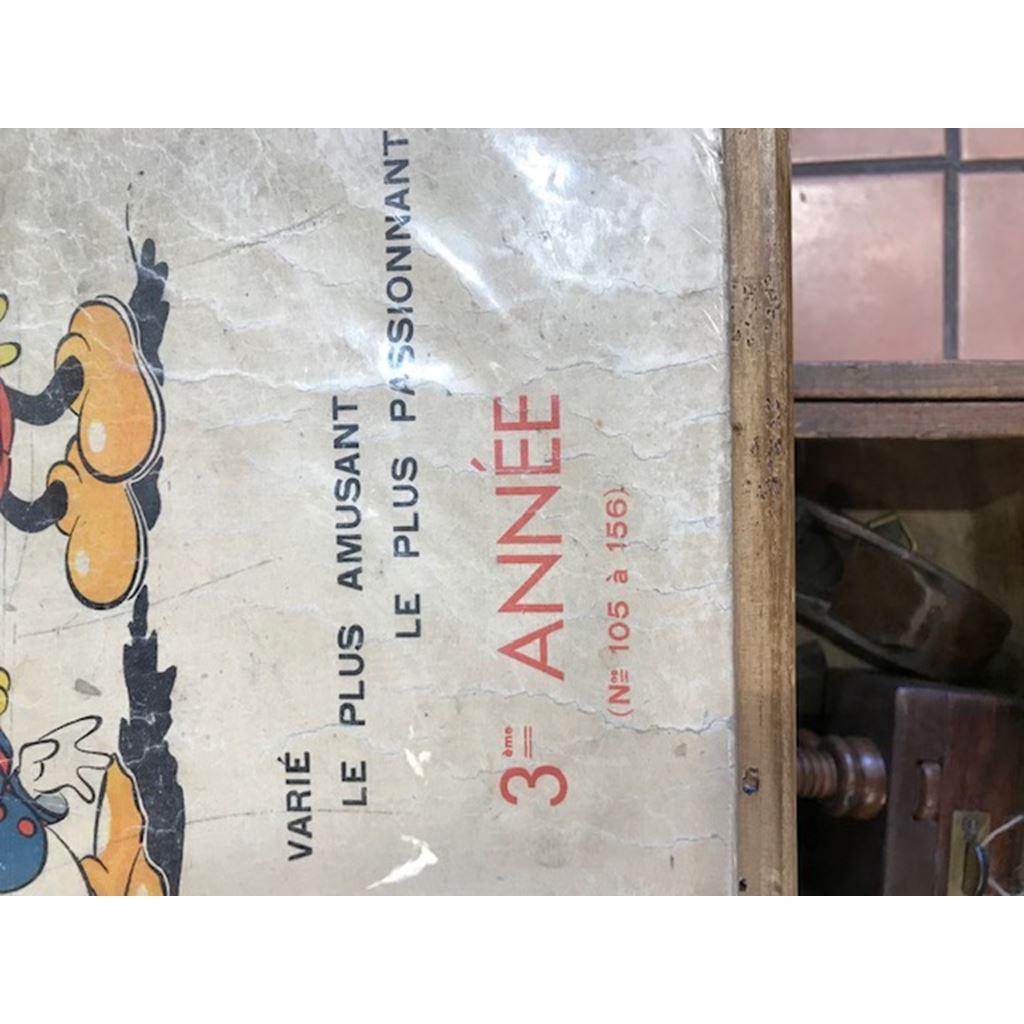 VARIÉ
LE PLUS AMUSANT
LE PLUS PASSIONNANT
3ème ANNÉE
(Nos 105 à 156)